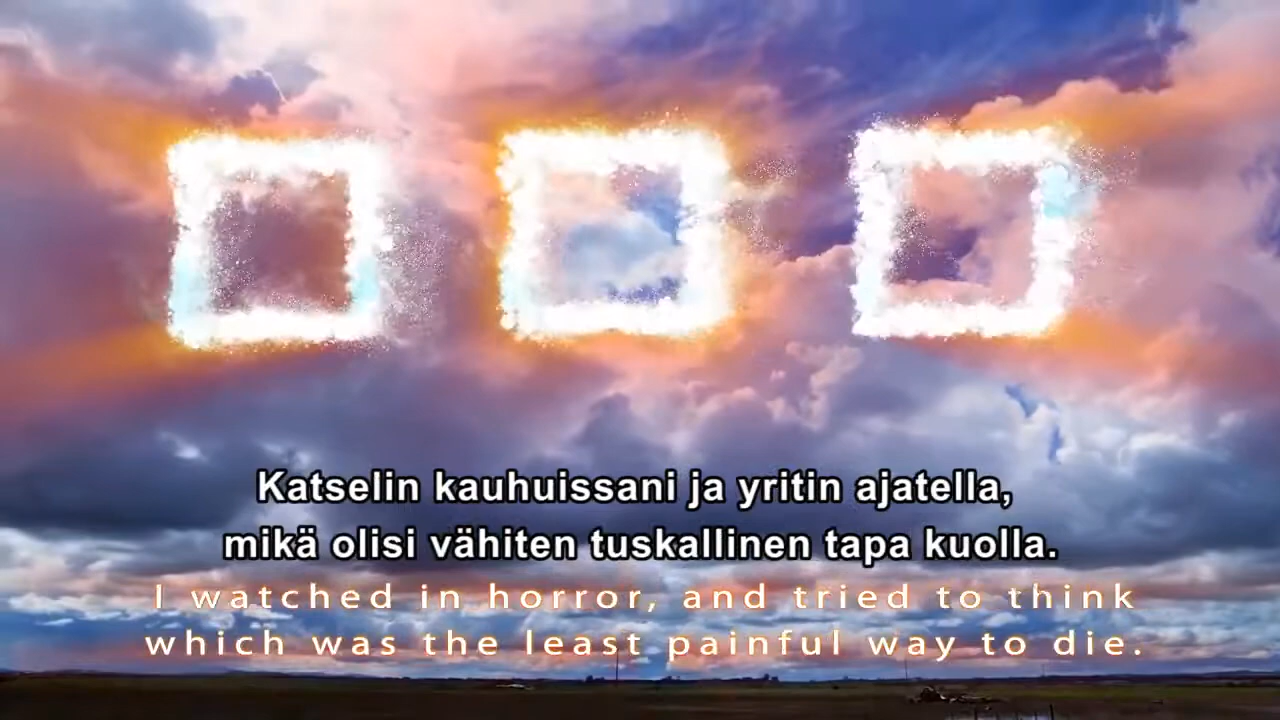 Katselin kauhuissani ja yritin ajatella,
mikä olisi vähiten tuskallinen tapa kuolla.
I watched in horror, and tried to think
which was the least painful way to die.